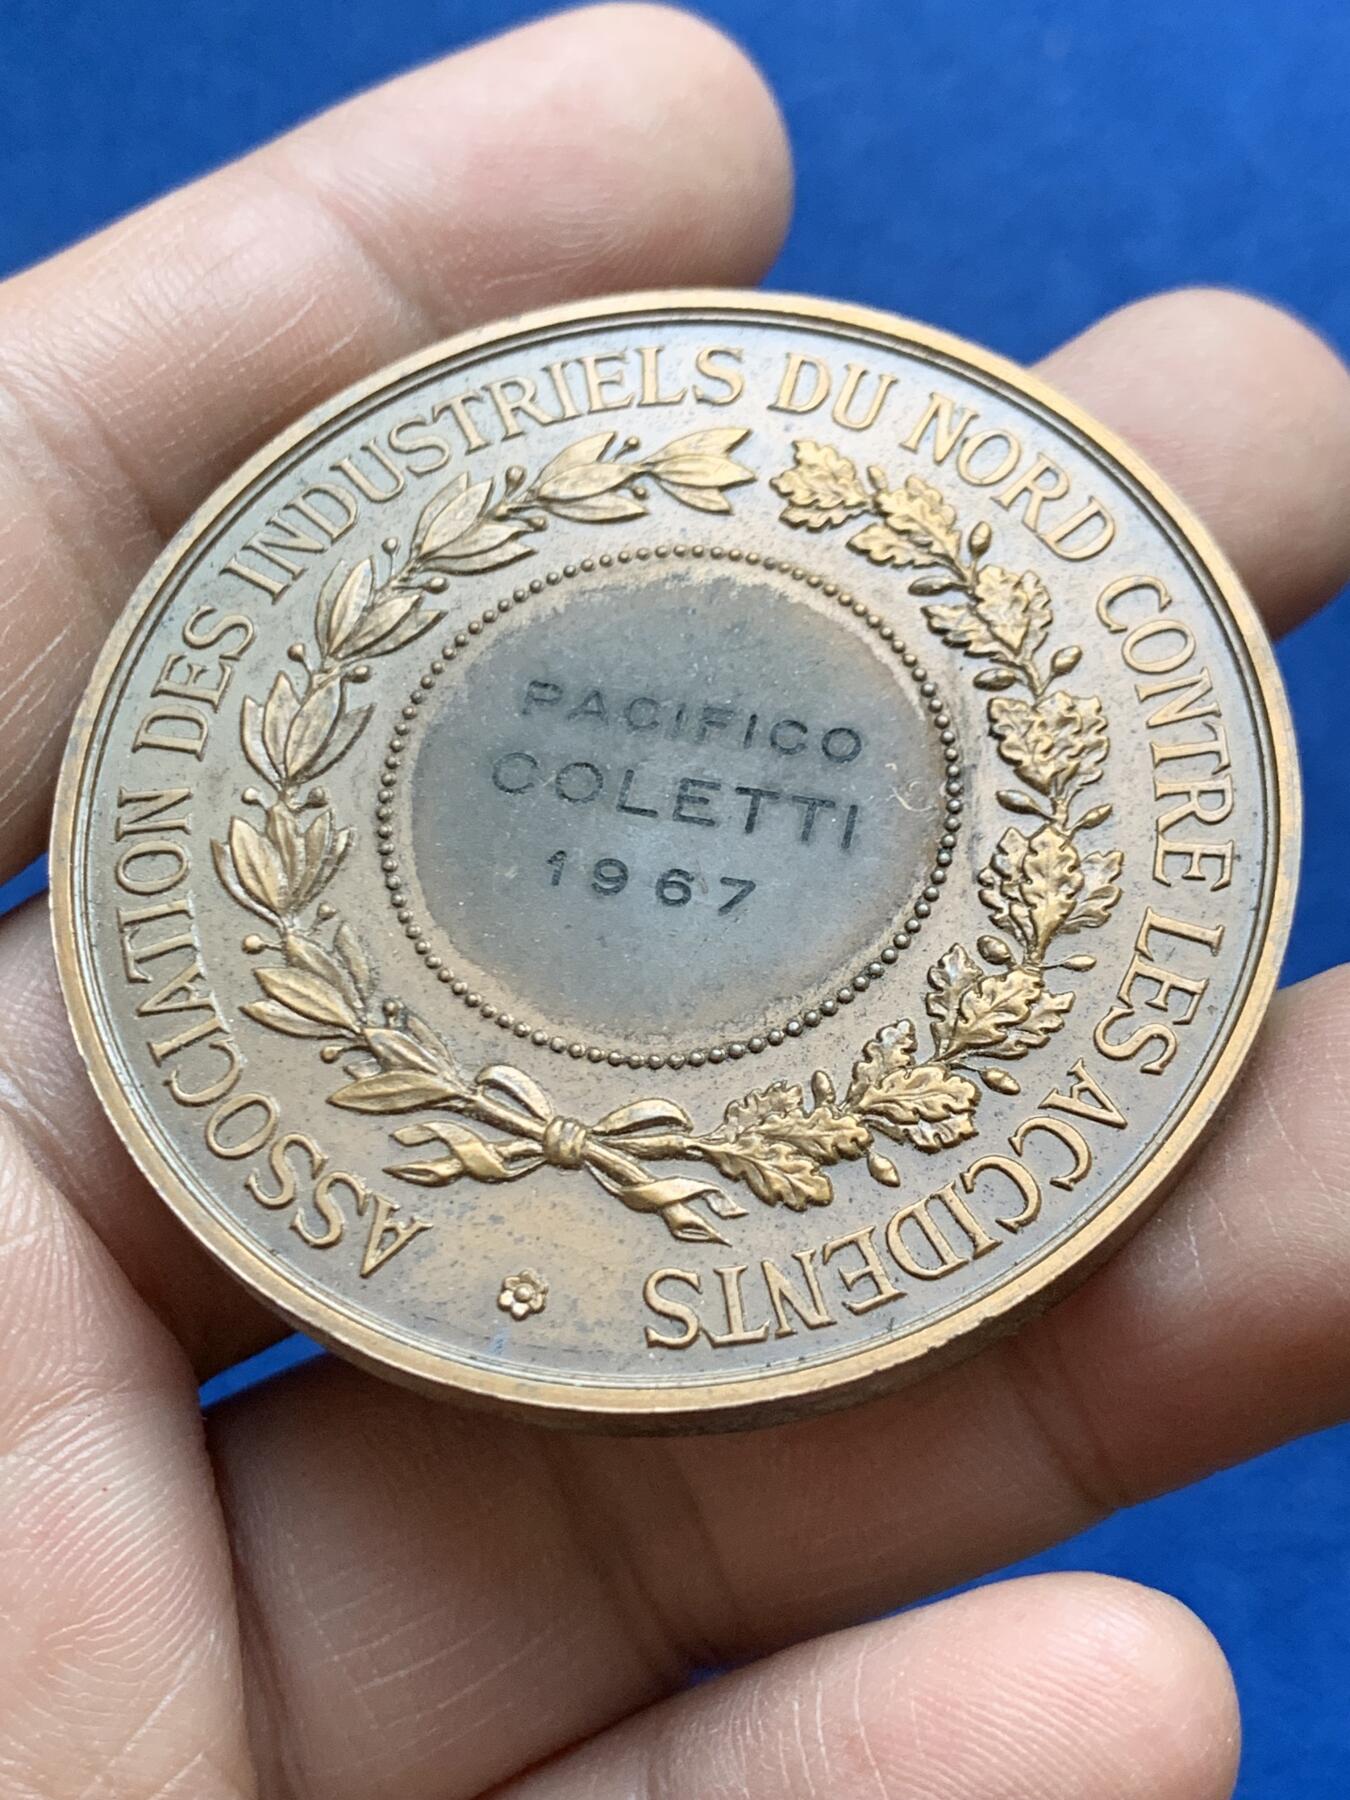 ASSOCIATION DES INDUSTRIELS DU NORD CONTRE LES ACCIDENTS
PACIFICO
COLETTI
1967